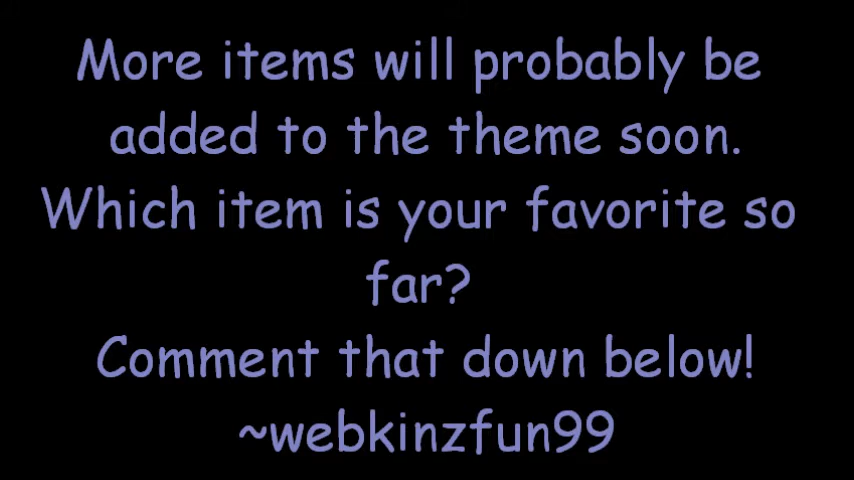 More items will probably be
added to the theme soon.
Which item is your favorite so
far?
Comment that down below!
~webkinzfun99